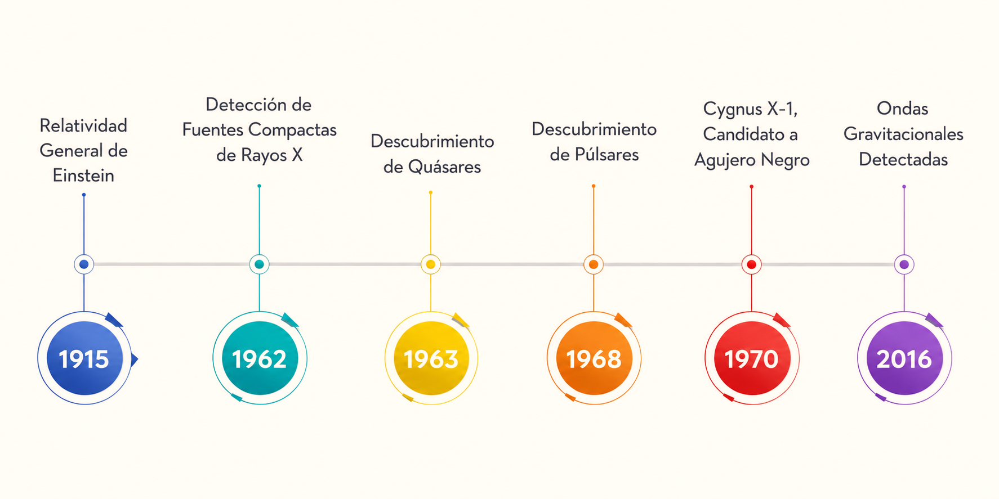 Relatividad
General de
Einstein
Detección de
Fuentes Compactas
de Rayos X
Descubrimiento
de Quásares
Descubrimiento
de Púlsares
Cygnus X-1,
Candidato a
Agujero Negro
Ondas
Gravitacionales
Detectadas
1915
1962
1963
1968
1970
2016